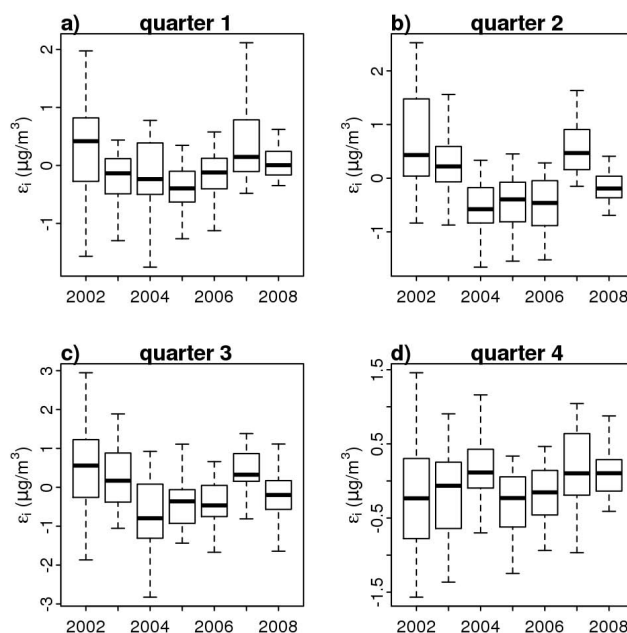 a) quarter 1
εi (µg/m³)
2
1
0
-1
2002 2004 2006 2008
b) quarter 2
εi (µg/m³)
2
1
0
-1
2002 2004 2006 2008
c) quarter 3
εi (µg/m³)
3
2
1
0
-1
-2
-3
2002 2004 2006 2008
d) quarter 4
εi (µg/m³)
1.5
0.5
-0.5
-1.5
2002 2004 2006 2008